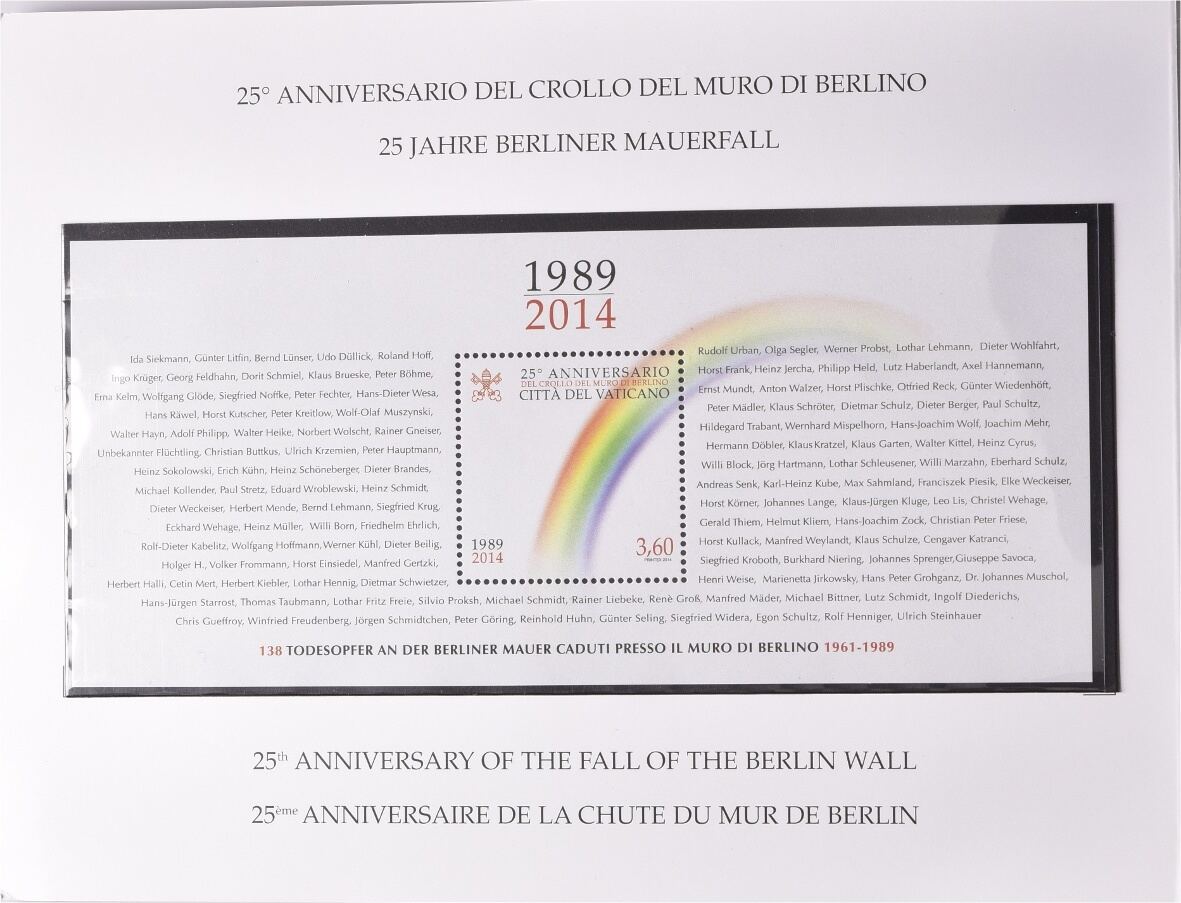 25° ANNIVERSARIO DEL CROLLO DEL MURO DI BERLINO
25 JAHRE BERLINER MAUERFALL
1989
2014
Ida Siekmann, Günter Litfin, Bernd Lünser, Udo Düllick, Roland Hoff,
Ingo Krüger, Georg Feldhahn, Dorit Schmiel, Klaus Brueske, Peter Böhme,
Erna Kelm, Wolfgang Glöde, Siegfried Noffke, Peter Fechter, Hans-Dieter Wesa,
Hans Räwel, Horst Kutscher, Peter Kreitlow, Wolf-Olaf Muszynski,
Walter Hayn, Adolf Philipp, Walter Heike, Norbert Wolscht, Rainer Gneiser,
Unbekannter Flüchtling, Christian Buttkus, Ulrich Krzemien, Peter Hauptmann,
Heinz Sokolowski, Erich Kühn, Heinz Schöneberger, Dieter Brandes,
Michael Kollender, Paul Stretz, Eduard Wroblewski, Heinz Schmidt,
Dieter Weckeiser, Herbert Mende, Bernd Lehmann, Siegfried Krug,
Eckhard Wehage, Heinz Müller, Willi Born, Friedhelm Ehrlich,
Rolf-Dieter Kabelitz, Wolfgang Hoffmann, Werner Kühl, Dieter Beilig,
Holger H., Volker Frommann, Horst Einsiedel, Manfred Gertzki,
Herbert Halli, Cetin Mert, Herbert Kiebler, Lothar Hennig, Dietmar Schwietzer,
25° ANNIVERSARIO
DEL CROLLO DEL MURO DI BERLINO
CITTÀ DEL VATICANO
1989
2014
3,60
PRINTED 2014
Rudolf Urban, Olga Segler, Werner Probst, Lothar Lehmann, Dieter Wohlfahrt,
Horst Frank, Heinz Jercha, Philipp Held, Lutz Haberlandt, Axel Hannemann,
Ernst Mundt, Anton Walzer, Horst Plischke, Otfried Reck, Günter Wiedenhöft,
Peter Mädler, Klaus Schröter, Dietmar Schulz, Dieter Berger, Paul Schultz,
Hildegard Trabant, Wernhard Mispelhorn, Hans-Joachim Wolf, Joachim Mehr,
Hermann Döbler, Klaus Kratzel, Klaus Garten, Walter Kittel, Heinz Cyrus,
Willi Block, Jörg Hartmann, Lothar Schleusener, Willi Marzahn, Eberhard Schulz,
Andreas Senk, Karl-Heinz Kube, Max Sahmland, Franciszek Piesik, Elke Weckeiser,
Horst Körner, Johannes Lange, Klaus-Jürgen Kluge, Leo Lis, Christel Wehage,
Gerald Thiem, Helmut Kliem, Hans-Joachim Zock, Christian Peter Friese,
Horst Kullack, Manfred Weylandt, Klaus Schulze, Cengaver Katranci,
Siegfried Kroboth, Burkhard Niering, Johannes Sprenger, Giuseppe Savoca,
Henri Weise, Marienetta Jirkowsky, Hans Peter Grohganz, Dr. Johannes Muschol,
Hans-Jürgen Starrost, Thomas Taubmann, Lothar Fritz Freie, Silvio Proksh, Michael Schmidt, Rainer Liebeke, Renè Groß, Manfred Mäder, Michael Bittner, Lutz Schmidt, Ingolf Diederichs,
Chris Gueffroy, Winfried Freudenberg, Jörgen Schmidtchen, Peter Göring, Reinhold Huhn, Günter Seling, Siegfried Widera, Egon Schultz, Rolf Henniger, Ulrich Steinhauer
138 TODESOPFER AN DER BERLINER MAUER CADUTI PRESSO IL MURO DI BERLINO 1961-1989
25th ANNIVERSARY OF THE FALL OF THE BERLIN WALL
25ème ANNIVERSAIRE DE LA CHUTE DU MUR DE BERLIN